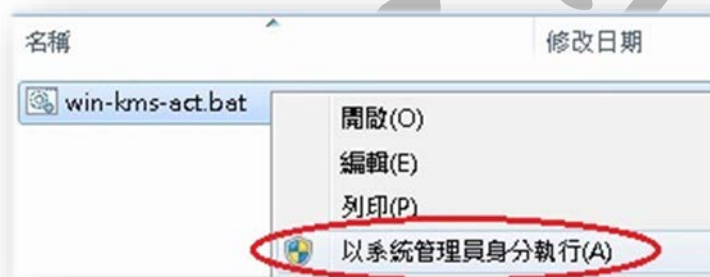 名稱 修改日期
win-kms-act.bat
開啟(O)
編輯(E)
列印(P)
以系統管理員身分執行(A)